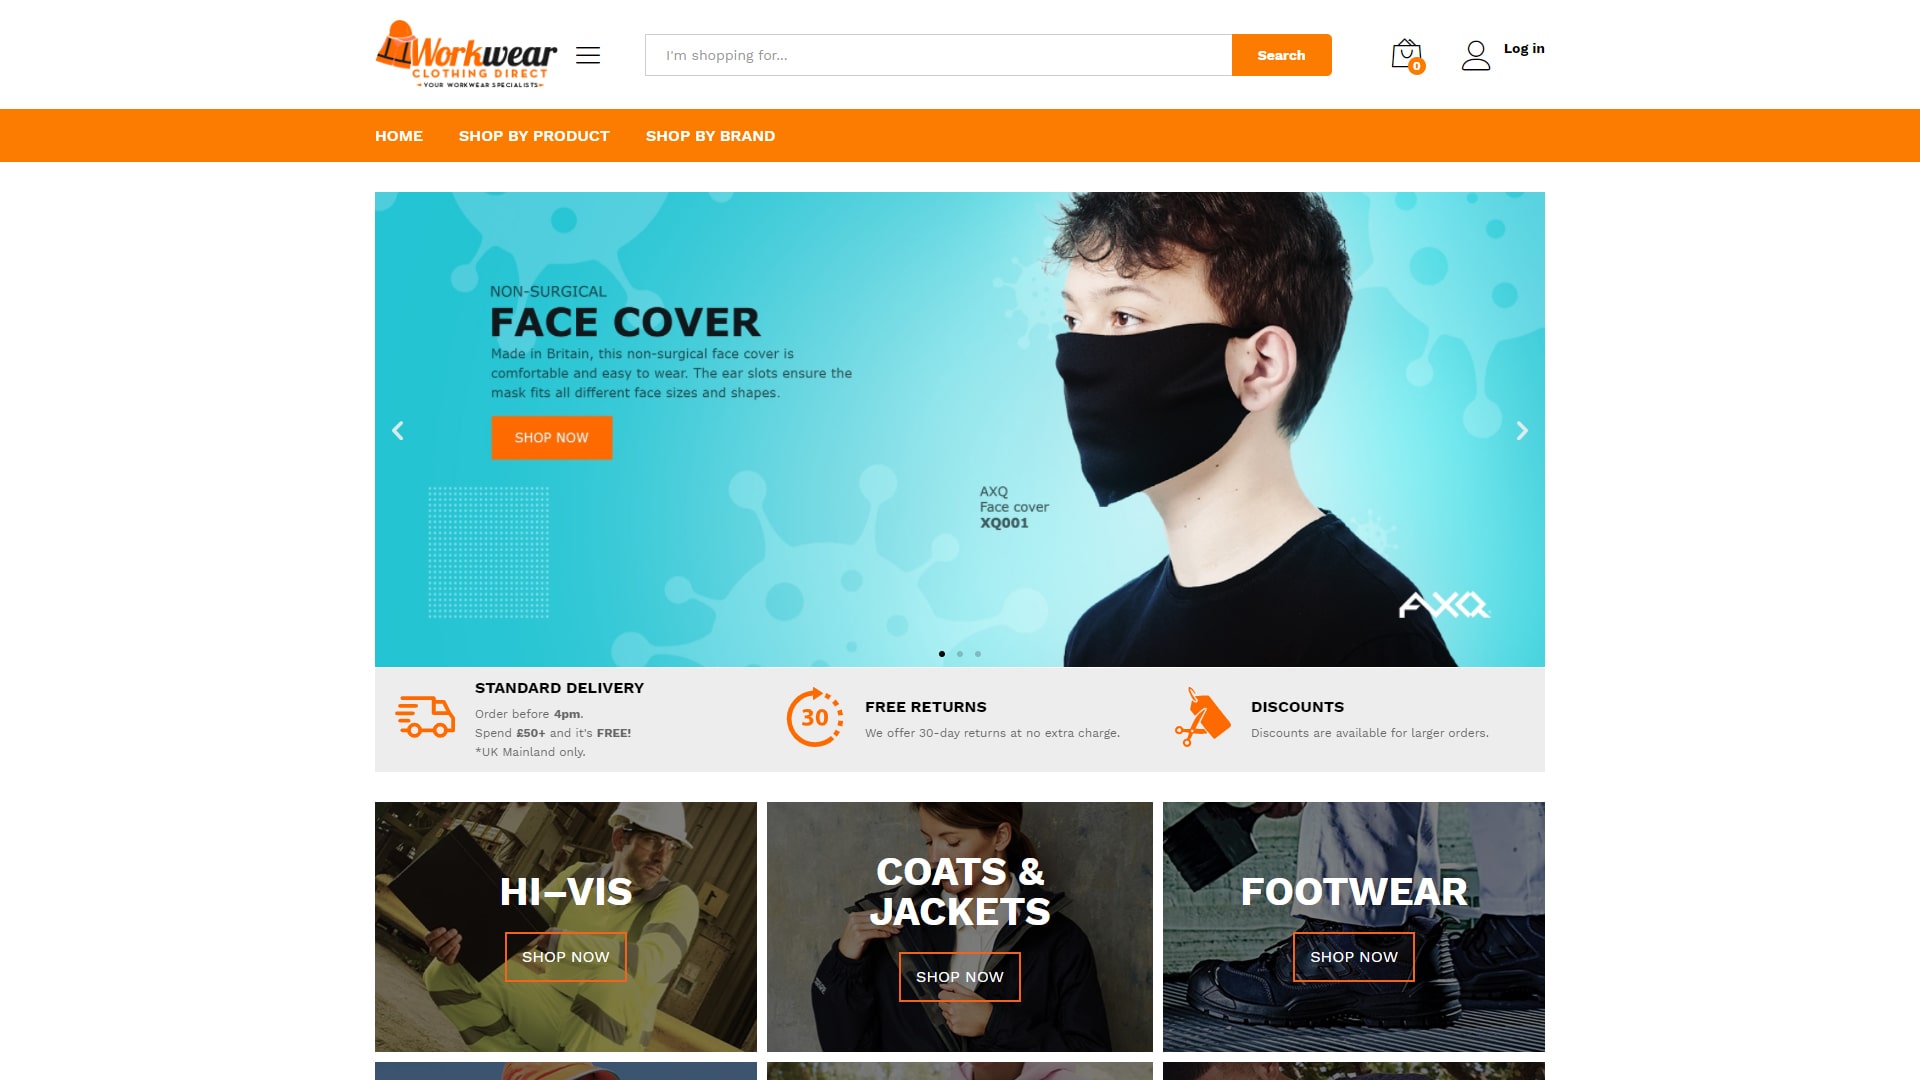 Workwear
CLOTHING DIRECT
YOUR WORKWEAR SPECIALISTS
I'm shopping for...
Search
0
Log in
HOME
SHOP BY PRODUCT
SHOP BY BRAND
NON-SURGICAL
FACE COVER
Made in Britain, this non-surgical face cover is
comfortable and easy to wear. The ear slots ensure the
mask fits all different face sizes and shapes.
SHOP NOW
AXQ
Face cover
XQ001
AXQ
STANDARD DELIVERY
Order before 4pm.
Spend £50+ and it's FREE!
*UK Mainland only.
30
FREE RETURNS
We offer 30-day returns at no extra charge.
DISCOUNTS
Discounts are available for larger orders.
HI–VIS
SHOP NOW
COATS &
JACKETS
SHOP NOW
FOOTWEAR
SHOP NOW